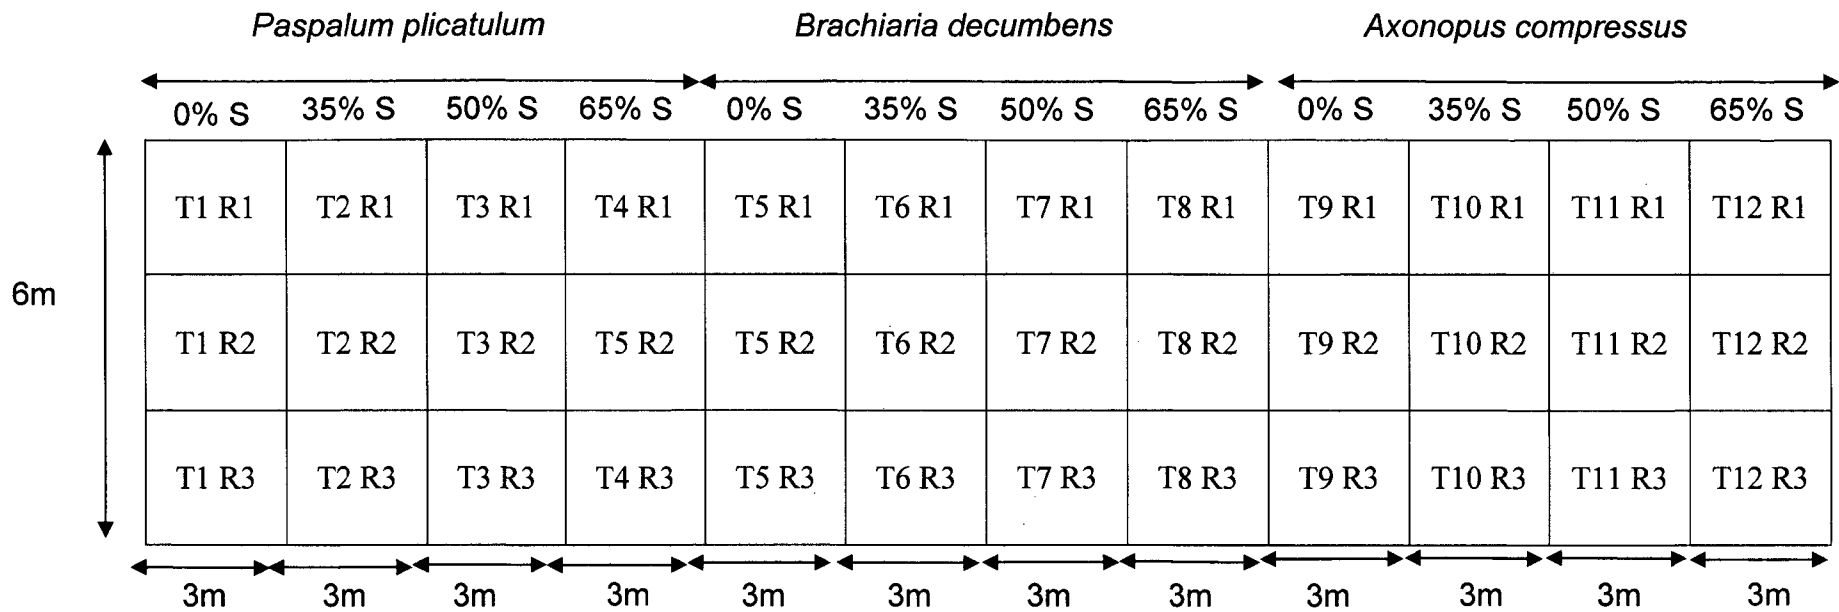 Paspalum plicatulum Brachiaria decumbens Axonopus compressus
0% S 35% S 50% S 65% S 0% S 35% S 50% S 65% S 0% S 35% S 50% S 65% S
T1 R1 T2 R1 T3 R1 T4 R1 T5 R1 T6 R1 T7 R1 T8 R1 T9 R1 T10 R1 T11 R1 T12 R1
6m
T1 R2 T2 R2 T3 R2 T5 R2 T5 R2 T6 R2 T7 R2 T8 R2 T9 R2 T10 R2 T11 R2 T12 R2
T1 R3 T2 R3 T3 R3 T4 R3 T5 R3 T6 R3 T7 R3 T8 R3 T9 R3 T10 R3 T11 R3 T12 R3
3m 3m 3m 3m 3m 3m 3m 3m 3m 3m 3m 3m